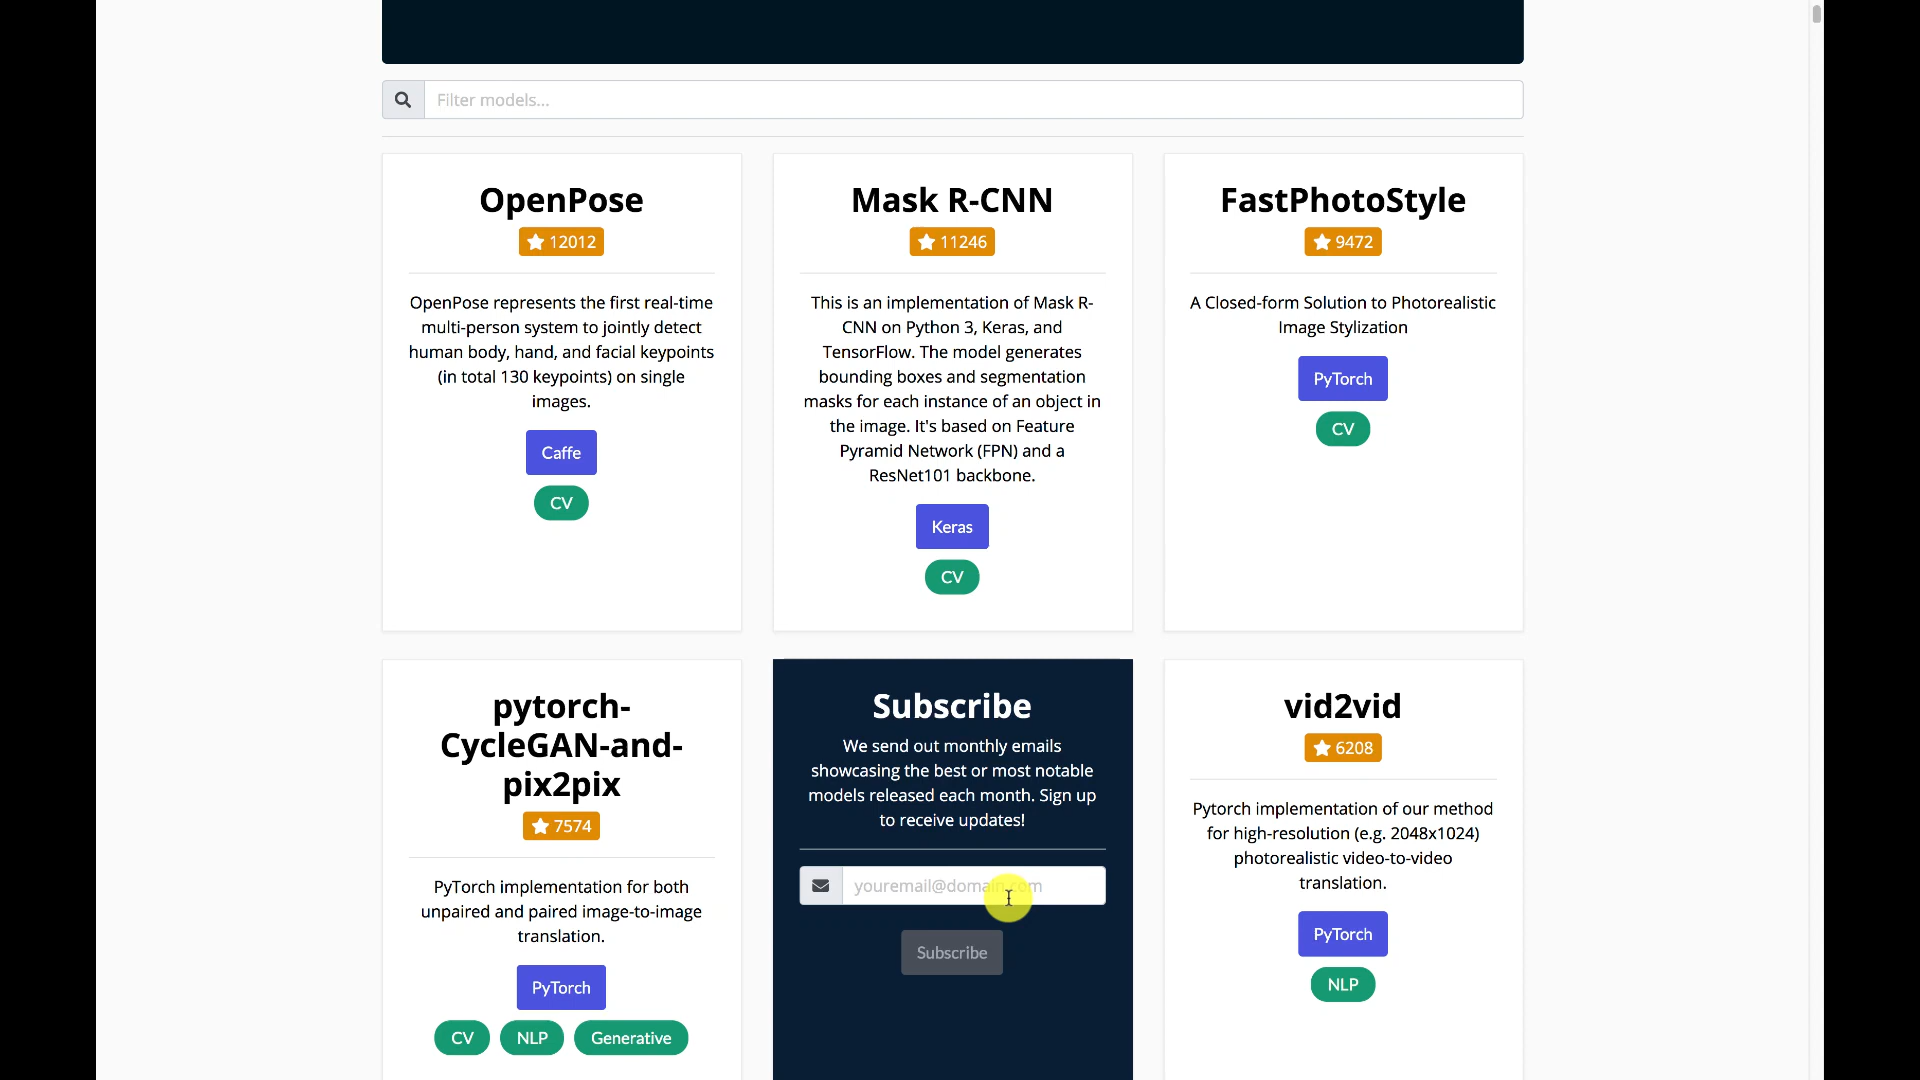 Filter models...
OpenPose
12012
OpenPose represents the first real-time
multi-person system to jointly detect
human body, hand, and facial keypoints
(in total 130 keypoints) on single
images.
Caffe
CV
Mask R-CNN
11246
This is an implementation of Mask R-
CNN on Python 3, Keras, and
TensorFlow. The model generates
bounding boxes and segmentation
masks for each instance of an object in
the image. It's based on Feature
Pyramid Network (FPN) and a
ResNet101 backbone.
Keras
CV
FastPhotoStyle
9472
A Closed-form Solution to Photorealistic
Image Stylization
PyTorch
CV
pytorch-
CycleGAN-and-
pix2pix
7574
PyTorch implementation for both
unpaired and paired image-to-image
translation.
PyTorch
CV NLP Generative
Subscribe
We send out monthly emails
showcasing the best or most notable
models released each month. Sign up
to receive updates!
youremail@domain.com
Subscribe
vid2vid
6208
Pytorch implementation of our method
for high-resolution (e.g. 2048x1024)
photorealistic video-to-video
translation.
PyTorch
NLP